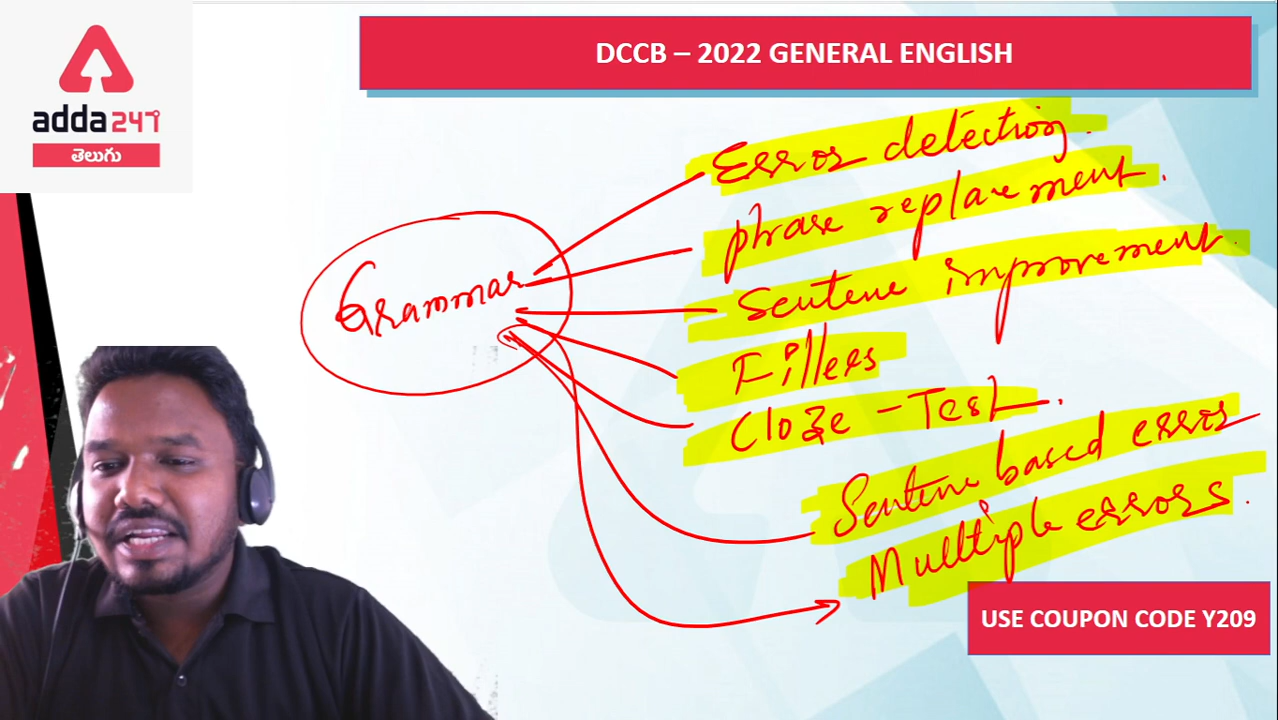 adda247
తెలుగు
DCCB – 2022 GENERAL ENGLISH
Grammar
Error detection.
phrase replacement.
Sentence improvement
Fillers
Cloze - Test.
Sentence based error
Multiple errors.
USE COUPON CODE Y209